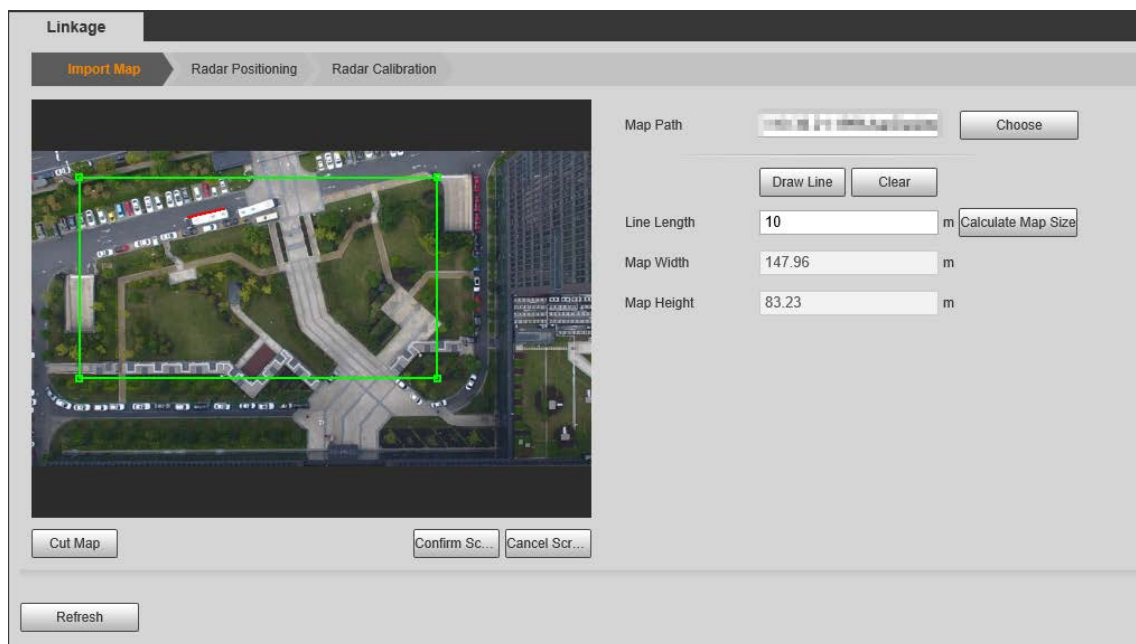 Linkage
Import Map Radar Positioning Radar Calibration
Map Path Choose
Draw Line Clear
Line Length 10 m Calculate Map Size
Map Width 147.96 m
Map Height 83.23 m
Cut Map Confirm Sc... Cancel Scr...
Refresh